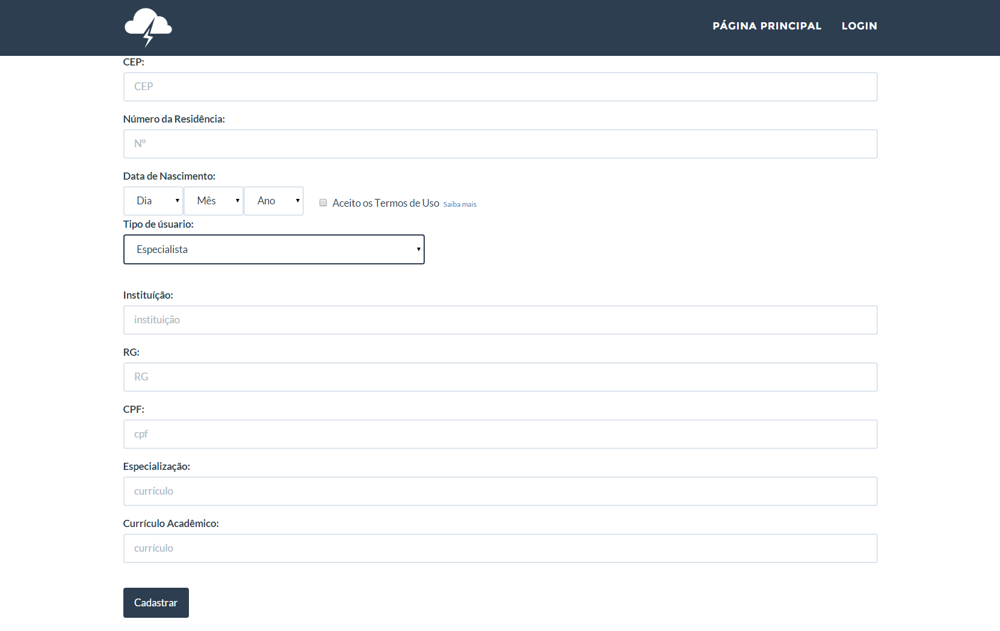 PÁGINA PRINCIPAL LOGIN
CEP:
CEP
Número da Residência:
Nº
Data de Nascimento:
Dia Mês Ano Aceito os Termos de Uso Saiba mais
Tipo de úsuario:
Especialista
Instituíção:
instituição
RG:
RG
CPF:
cpf
Especialização:
currículo
Currículo Acadêmico:
currículo
Cadastrar